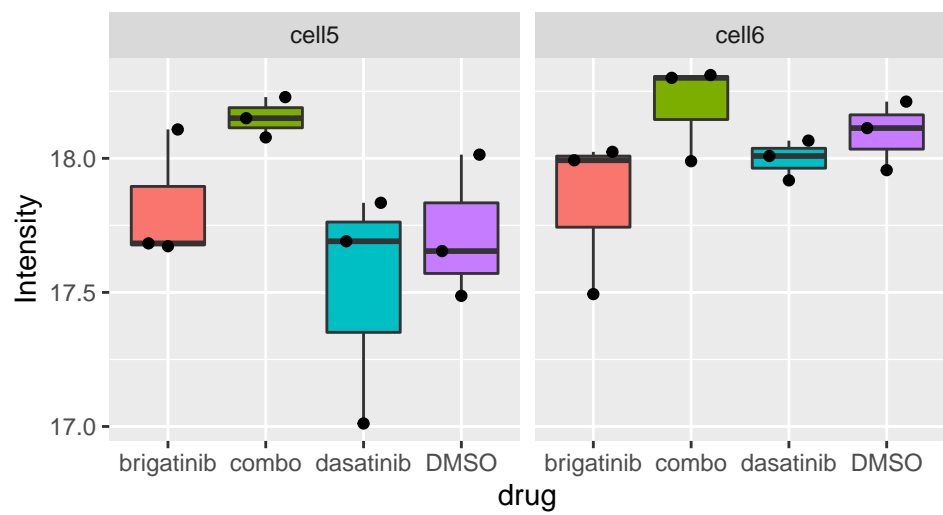 cell5 cell6
Intensity
18.0
17.5
17.0
brigatinib combo dasatinib DMSO brigatinib combo dasatinib DMSO
drug